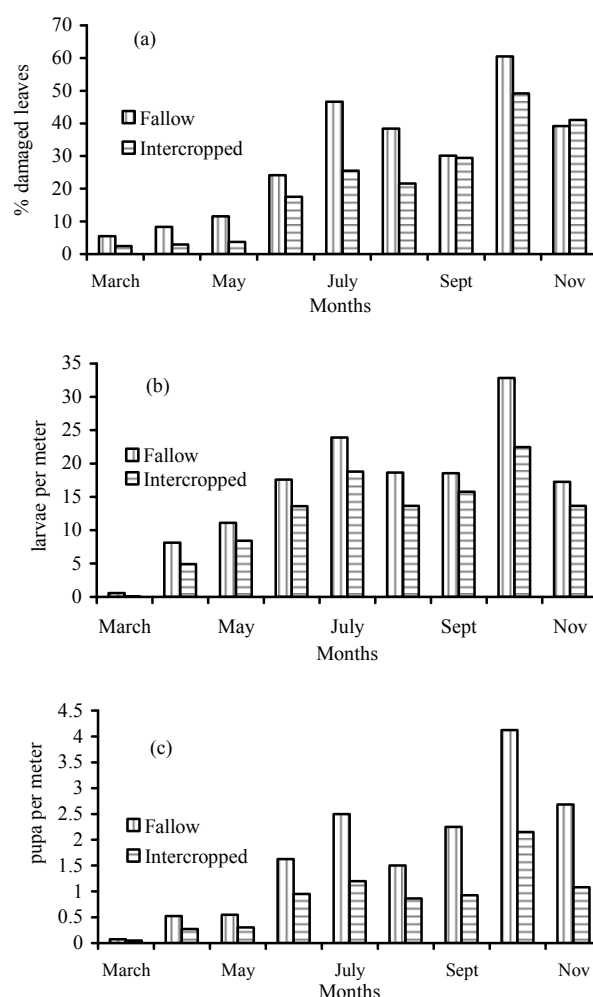 (a)
70
60
50
40
30
20
10
0
% damaged leaves
Fallow
Intercropped
March May July Sept Nov
Months
(b)
35
30
25
20
15
10
5
0
larvae per meter
Fallow
Intercropped
March May July Sept Nov
Months
(c)
4.5
4
3.5
3
2.5
2
1.5
1
0.5
0
pupa per meter
Fallow
Intercropped
March May July Sept Nov
Months